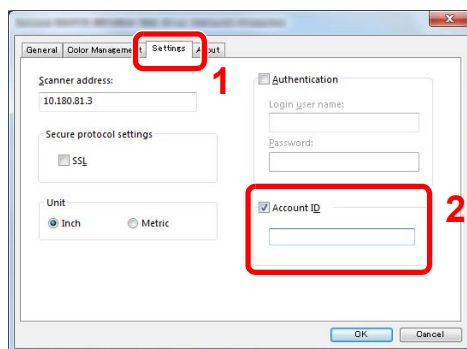 General
Color Management
Settings
About
1
Scanner address:
10.180.81.3
Secure protocol settings
SSL
Unit
Inch
Metric
Authentication
Login user name:
Password:
Account ID
2
OK
Cancel